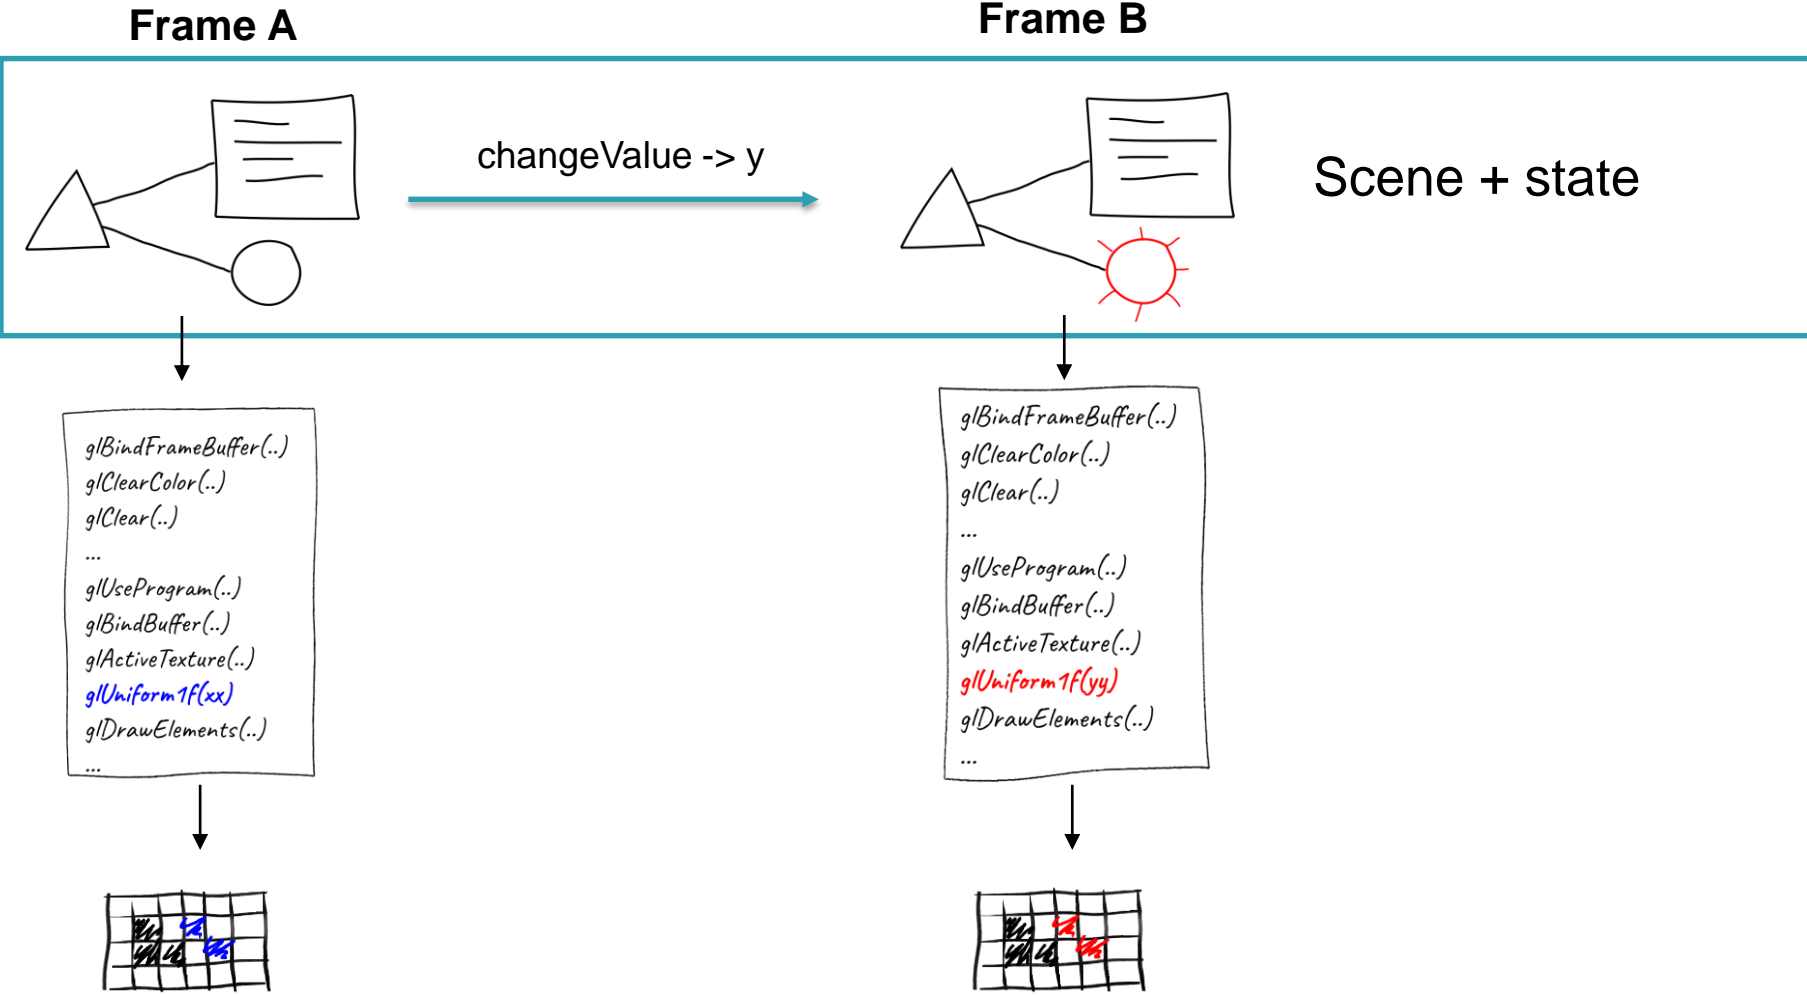 Frame A
Frame B
changeValue -> y
Scene + state
glBindFrameBuffer(..)
glClearColor(..)
glClear(..)
...
glUseProgram(..)
glBindBuffer(..)
glActiveTexture(..)
glUniform1f(xx)
glDrawElements(..)
...
glBindFrameBuffer(..)
glClearColor(..)
glClear(..)
...
glUseProgram(..)
glBindBuffer(..)
glActiveTexture(..)
glUniform1f(yy)
glDrawElements(..)
...